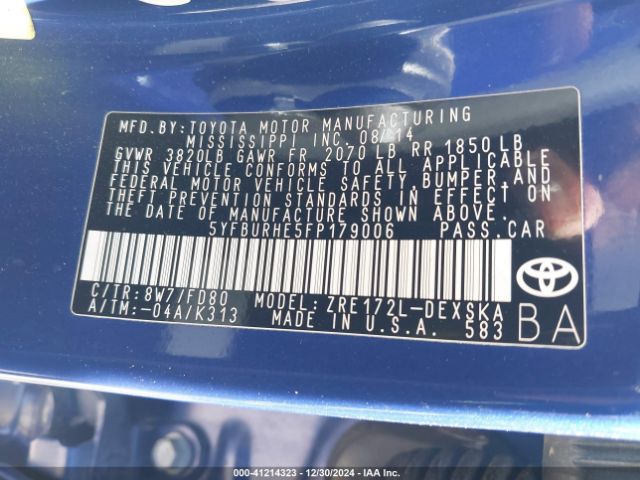 MFD.BY: TOYOTA MOTOR MANUFACTURING
MISSISSIPPI INC. 08/14
GVWR 3820LB GAWR FR 2070 LB RR 1850 LB
THIS VEHICLE CONFORMS TO ALL APPLICABLE
FEDERAL MOTOR VEHICLE SAFETY,BUMPER,AND
THEFT PREVENTION STANDARDS IN EFFECT ON
THE DATE OF MANUFACTURE SHOWN ABOVE.
5YFBURHE5FP179006 PASS.CAR
C/TR: 8W7/FD80 MODEL: ZRE172L-DEXSKA
A/TM:-04A/K313 MADE IN U.S.A. 583
BA
000-41214323 - 12/30/2024 - IAA Inc.